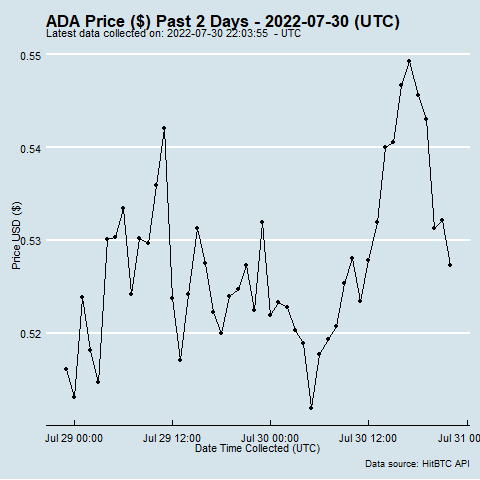 ADA Price ($) Past 2 Days - 2022-07-30 (UTC)
Latest data collected on: 2022-07-30 22:03:55 - UTC
0.55
0.54
0.53
0.52
Price USD ($)
Jul 29 00:00 Jul 29 12:00 Jul 30 00:00 Jul 30 12:00 Jul 31 00:
Date Time Collected (UTC)
Data source: HitBTC API